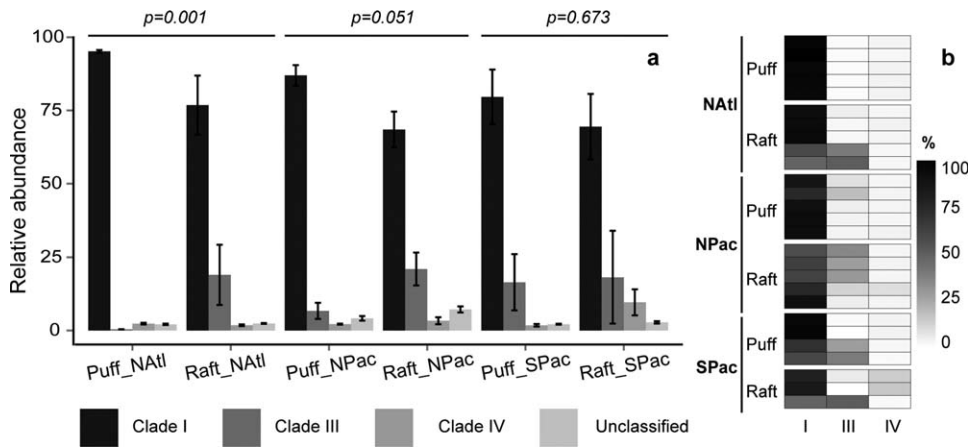 p=0.001 p=0.051 p=0.673
a
b
Relative abundance
100
75
50
25
0
Puff_NAtl Raft_NAtl Puff_NPac Raft_NPac Puff_SPac Raft_SPac
Clade I Clade III Clade IV Unclassified
NAtl
Puff
Raft
NPac
Puff
Raft
SPac
Puff
Raft
I III IV
%
100
75
50
25
0